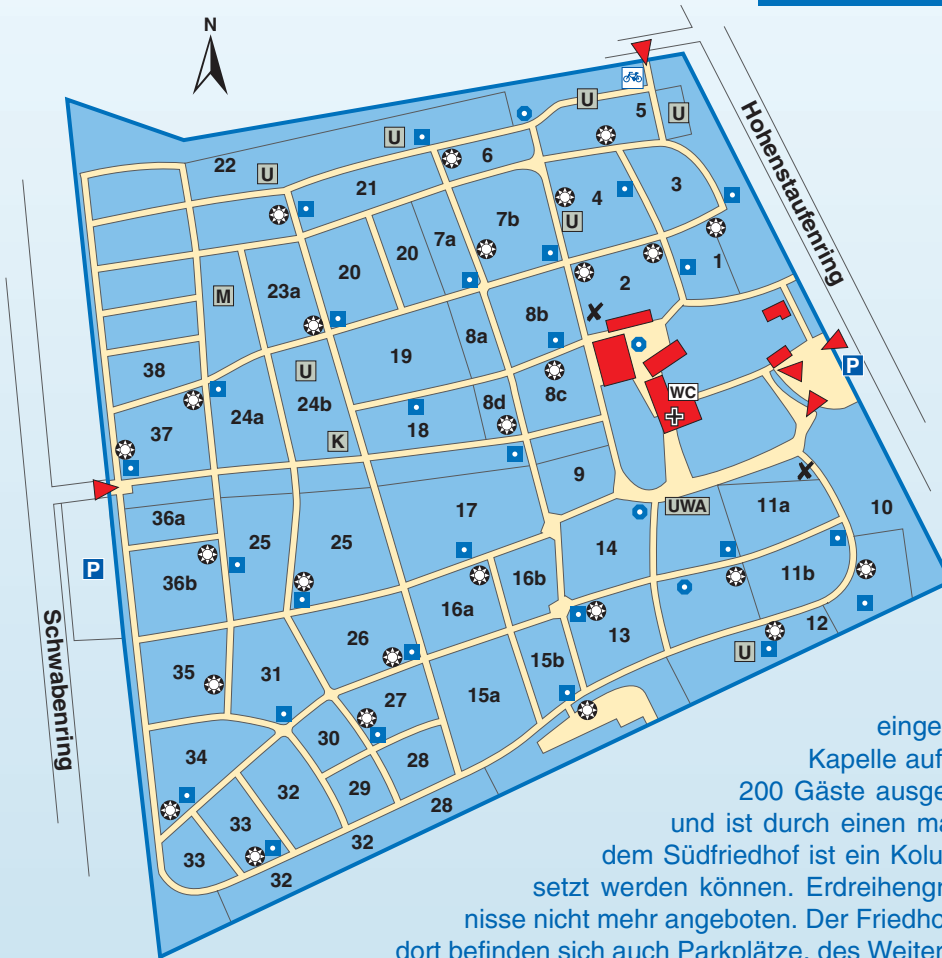 N
Hohenstaufenring
5
U
U
U
6
22
U
21
4
3
U
7b
7a
20
20
1
2
M
23a
8b
8a
19
P
38
U
24a
24b
8d
8c
WC
18
37
K
9
UWA
11a
10
17
36a
25
25
14
P
36b
16b
11b
16a
12
13
26
U
15b
35
31
27
15a
Schwabenring
30
34
28
32
29
28
33
32
33
32
einge
Kapelle auf
200 Gäste ausge
und ist durch einen ma
dem Südfriedhof ist ein Kolu
setzt werden können. Erdreihengr
nisse nicht mehr angeboten. Der Friedho
dort befinden sich auch Parkplätze, des Weiter